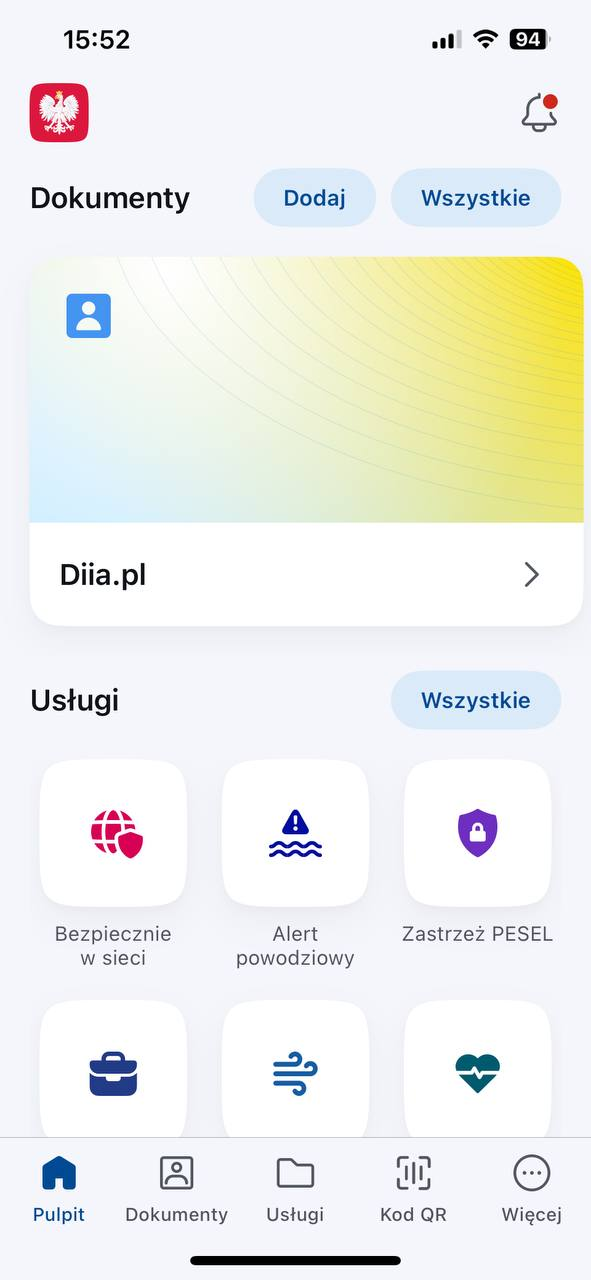 15:52
94
Dokumenty
Dodaj
Wszystkie
Diia.pl
Usługi
Wszystkie
Bezpiecznie
w sieci
Alert
powodziowy
Zastrzeż PESEL
Pulpit
Dokumenty
Usługi
Kod QR
Więcej